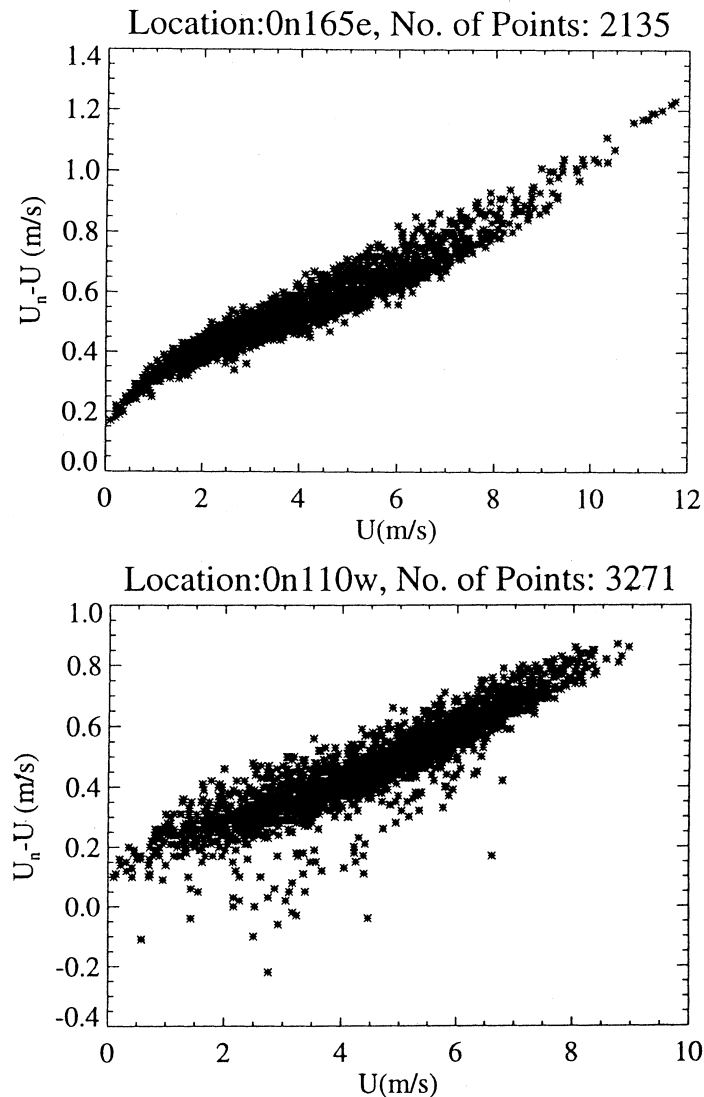 Location:0n165e, No. of Points: 2135
1.4
1.2
1.0
0.8
0.6
0.4
0.2
0.0
Un-U (m/s)
0 2 4 6 8 10 12
U(m/s)
Location:0n110w, No. of Points: 3271
1.0
0.8
0.6
0.4
0.2
0.0
-0.2
-0.4
Un-U (m/s)
0 2 4 6 8 10
U(m/s)